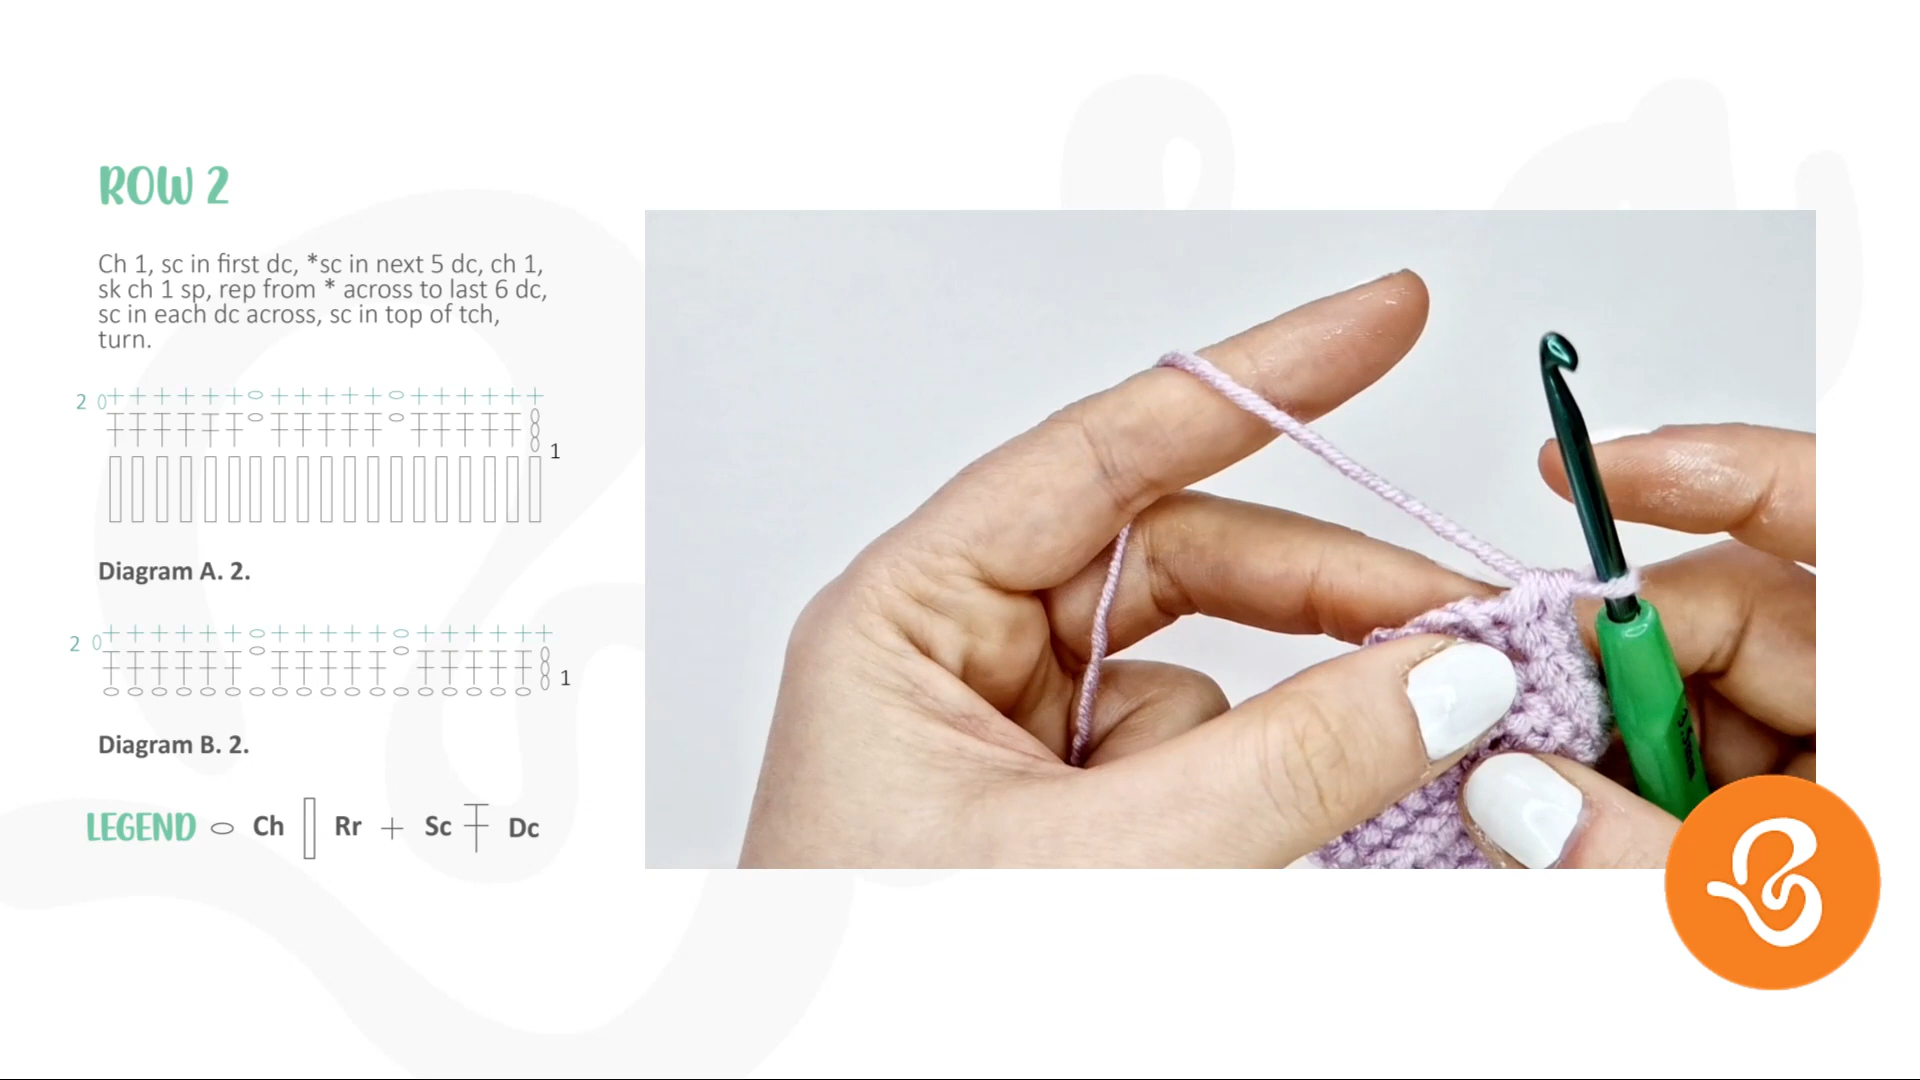 ROW 2
Ch 1, sc in first dc, *sc in next 5 dc, ch 1,
sk ch 1 sp, rep from * across to last 6 dc,
sc in each dc across, sc in top of tch,
turn.
2
1
Diagram A. 2.
2
1
Diagram B. 2.
LEGEND Ch Rr Sc Dc